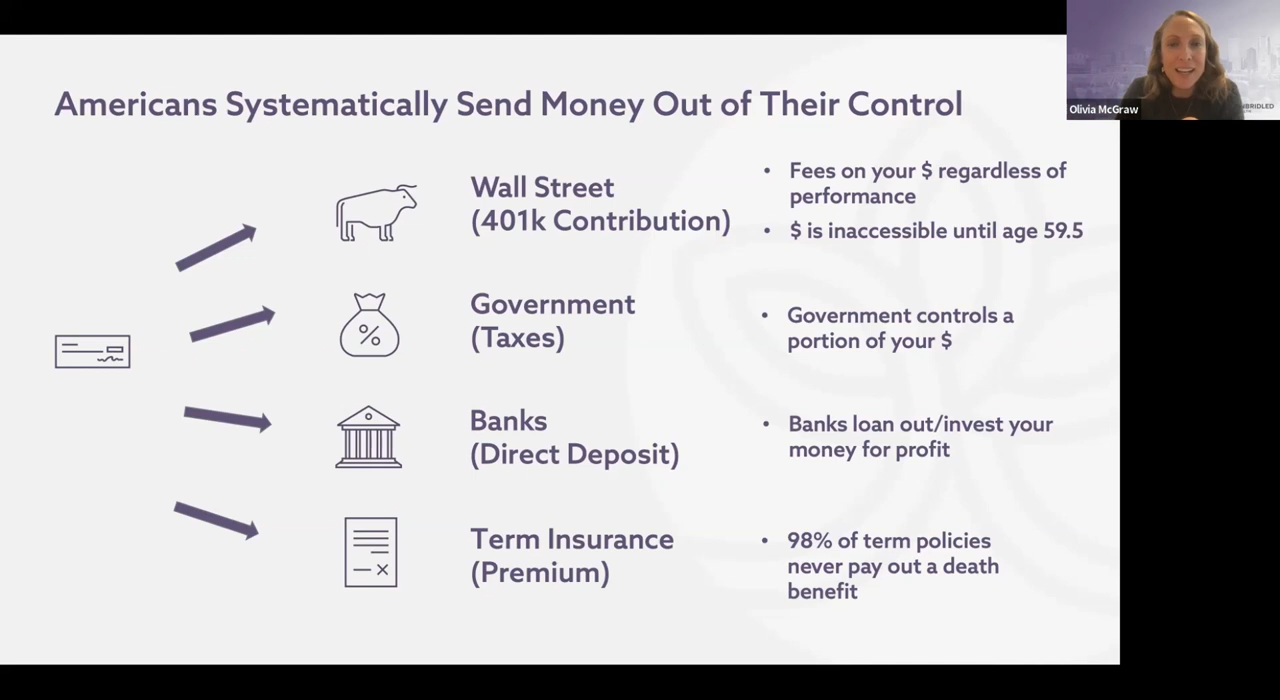 Americans Systematically Send Money Out of Their Control
Olivia McGraw
Wall Street
(401k Contribution)
• Fees on your $ regardless of
performance
• $ is inaccessible until age 59.5
Government
(Taxes)
• Government controls a
portion of your $
Banks
(Direct Deposit)
• Banks loan out/invest your
money for profit
Term Insurance
(Premium)
• 98% of term policies
never pay out a death
benefit